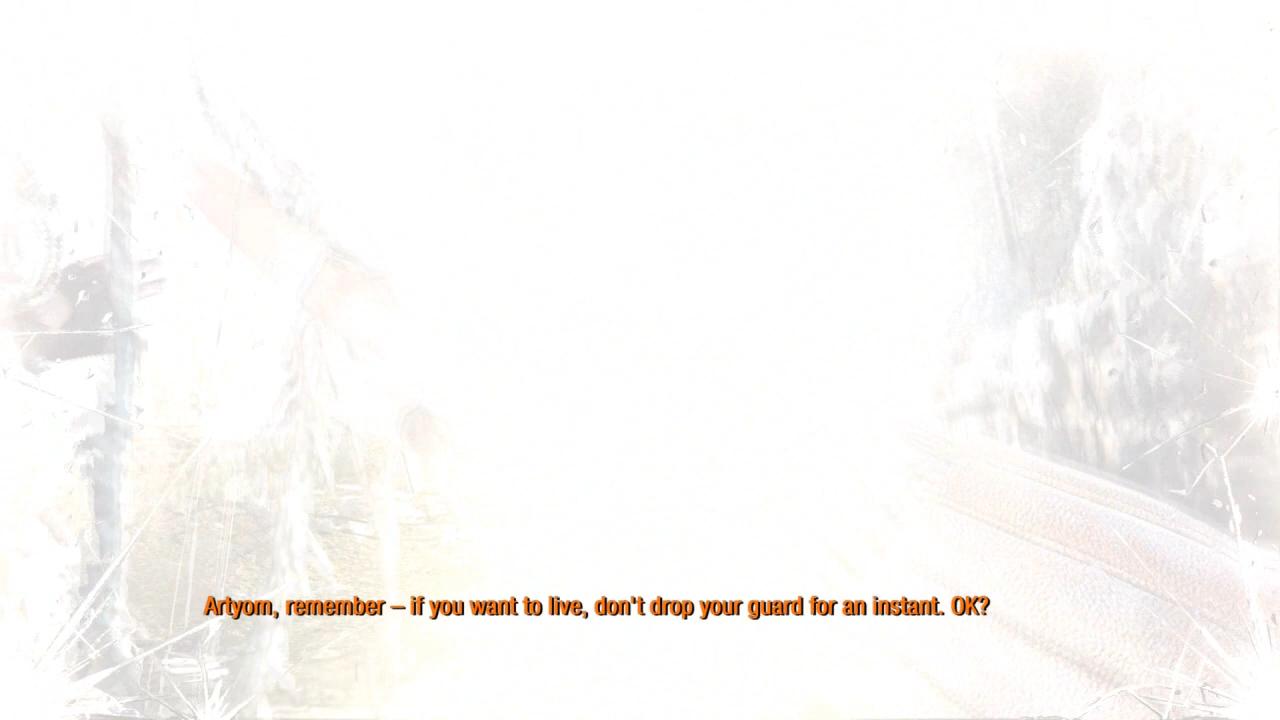 Artyom, remember – if you want to live, don't drop your guard for an instant. OK?